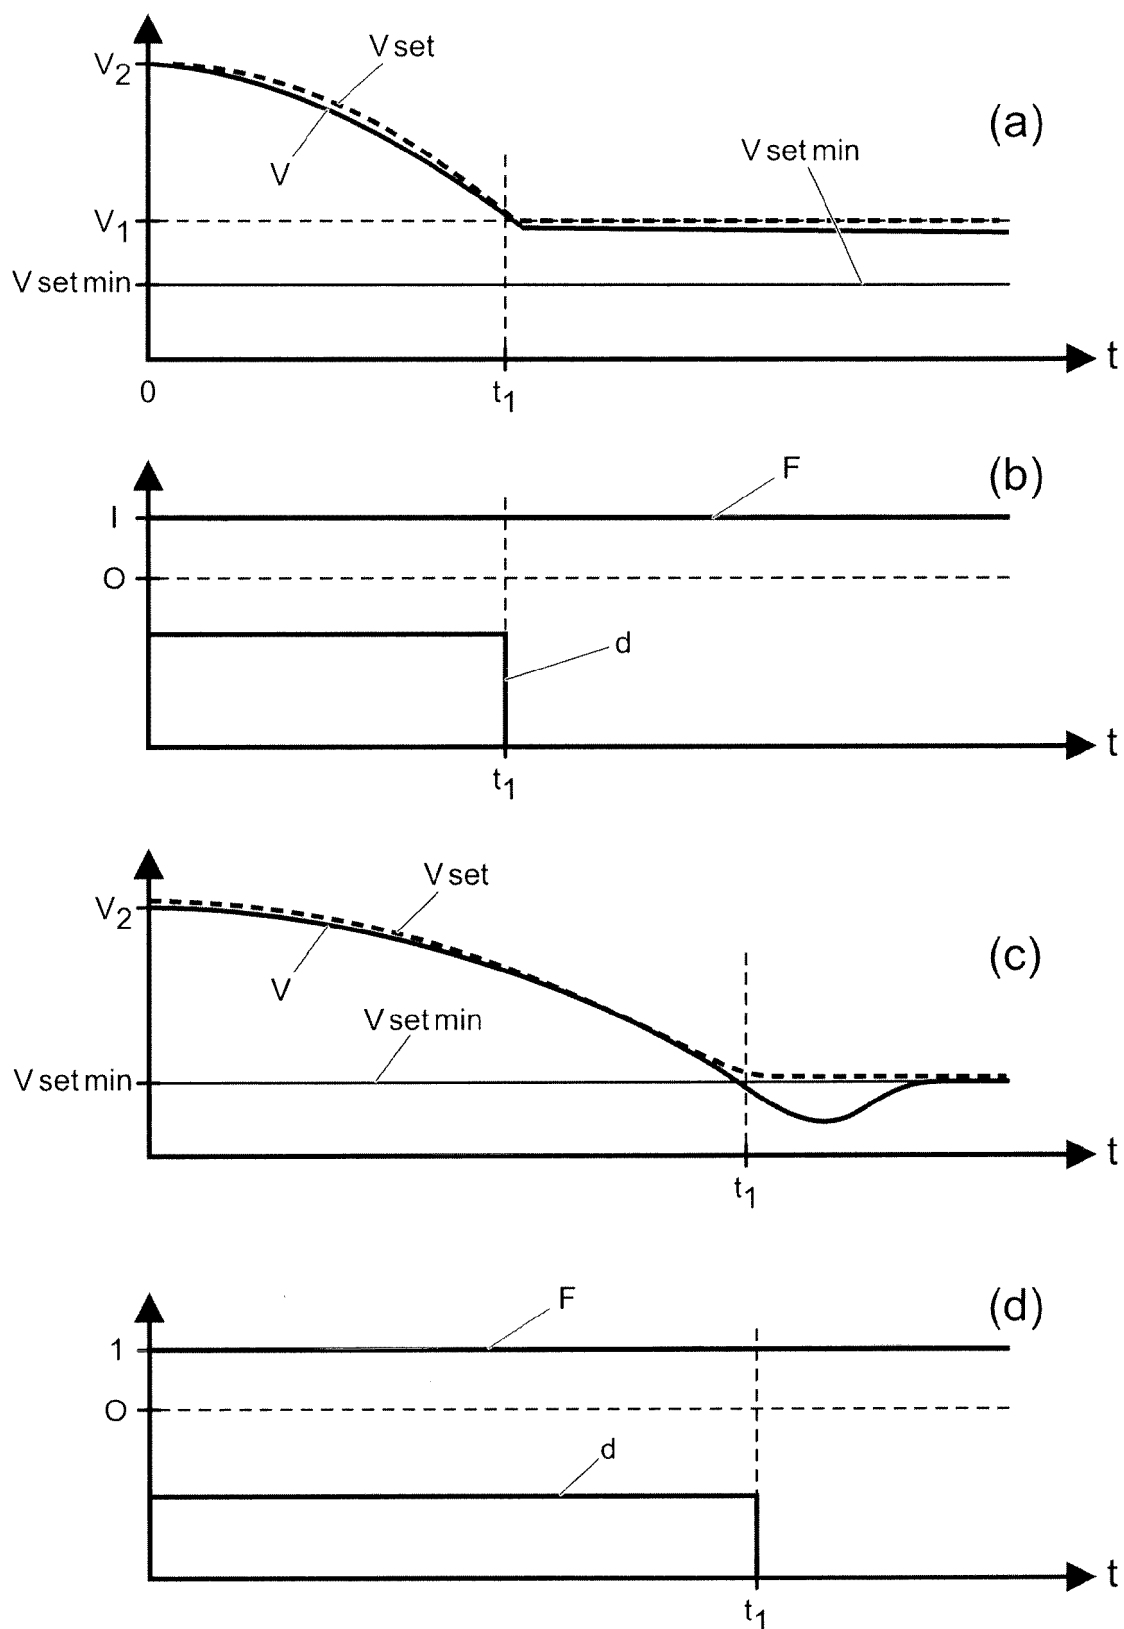 V set
V₂
(a)
V set min
V
V₁
V set min
t
0
t₁
(b)
F
I
O
d
t
t₁
V set
V₂
(c)
V
V set min
V set min
t
t₁
(d)
F
1
O
d
t
t₁